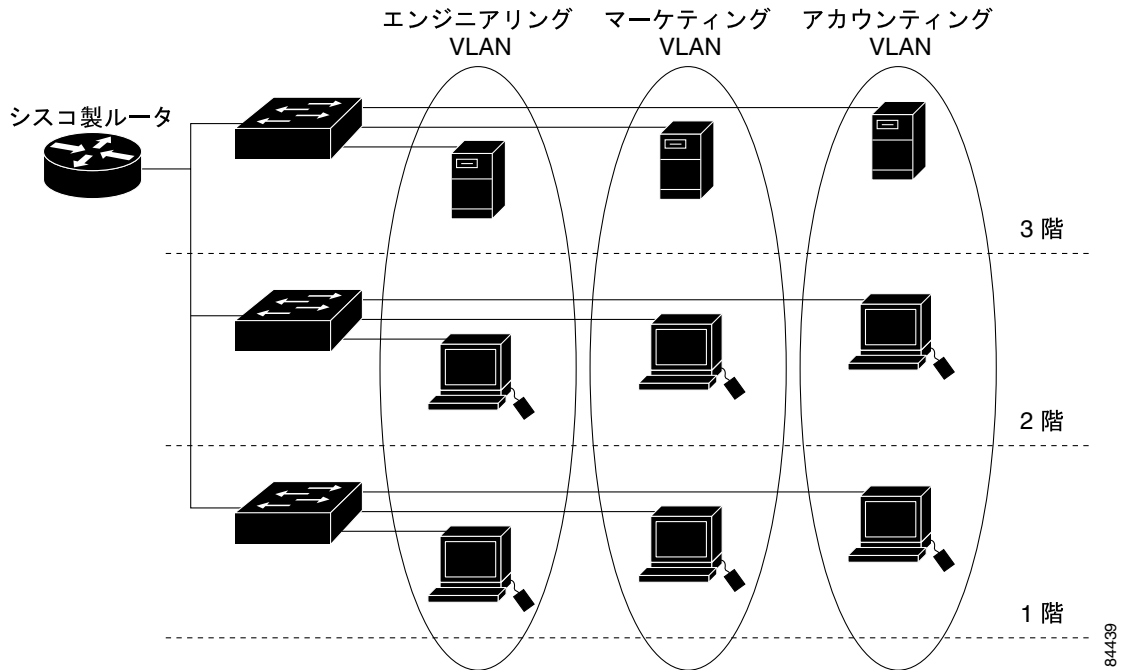 エンジニアリング
VLAN
マーケティング
VLAN
アカウンティング
VLAN
シスコ製ルータ
3 階
2 階
1 階
84439